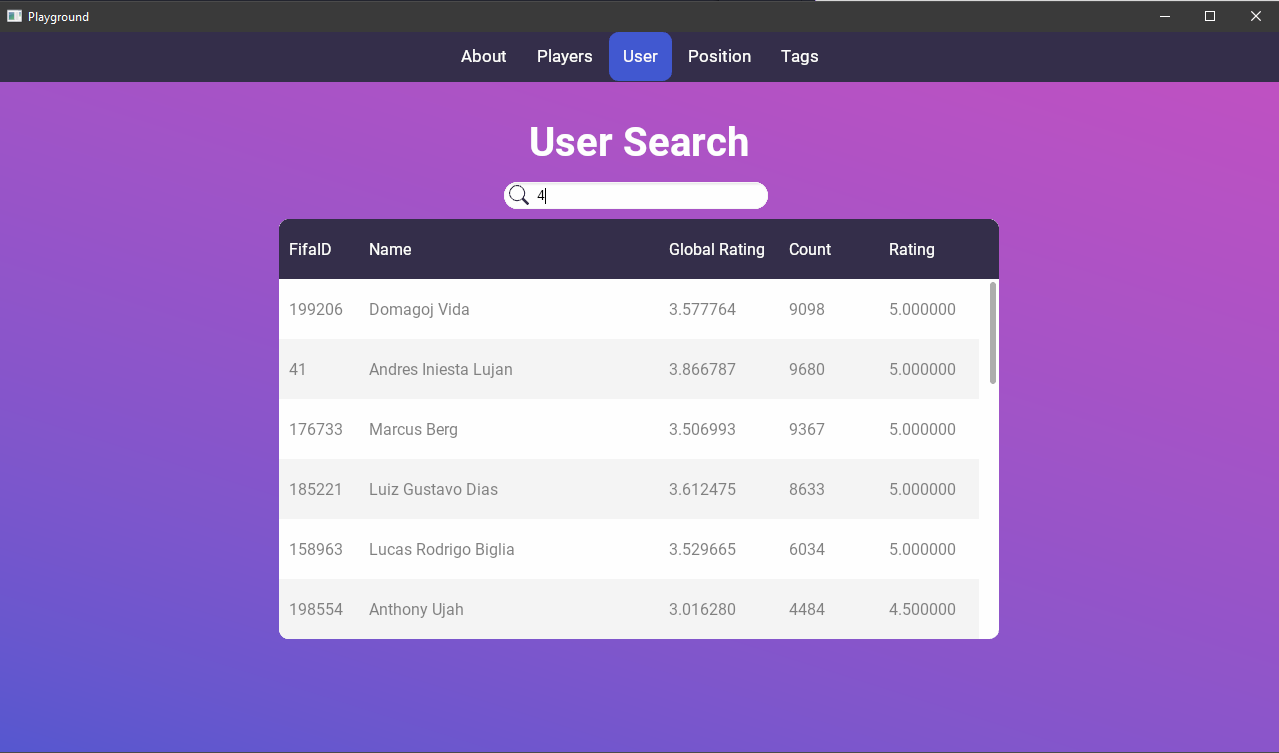 Playground
About Players User Position Tags
User Search
4
FifaID Name Global Rating Count Rating
199206 Domagoj Vida 3.577764 9098 5.000000
41 Andres Iniesta Lujan 3.866787 9680 5.000000
176733 Marcus Berg 3.506993 9367 5.000000
185221 Luiz Gustavo Dias 3.612475 8633 5.000000
158963 Lucas Rodrigo Biglia 3.529665 6034 5.000000
198554 Anthony Ujah 3.016280 4484 4.500000